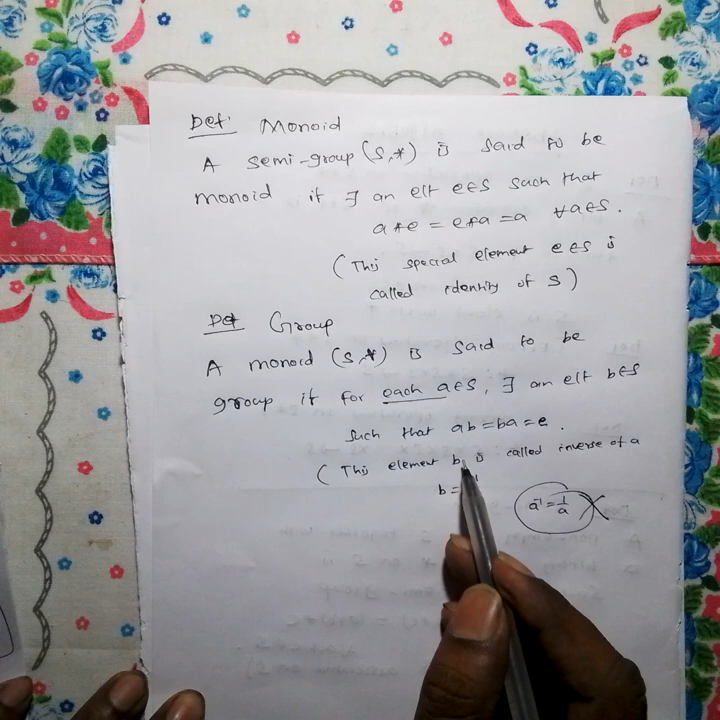 Def: Monoid
A semi-group (S,*) is said to be
monoid if ∃ an elt e∈S such that
a*e = e*a = a ∀a∈S.
(This special element e∈S is
called identity of S)
Def Group
A monoid (S,*) is said to be
group if for each a∈S, ∃ an elt b∈S
such that ab=ba=e.
(This element b is called inverse of a
b=
a⁻¹=1/a